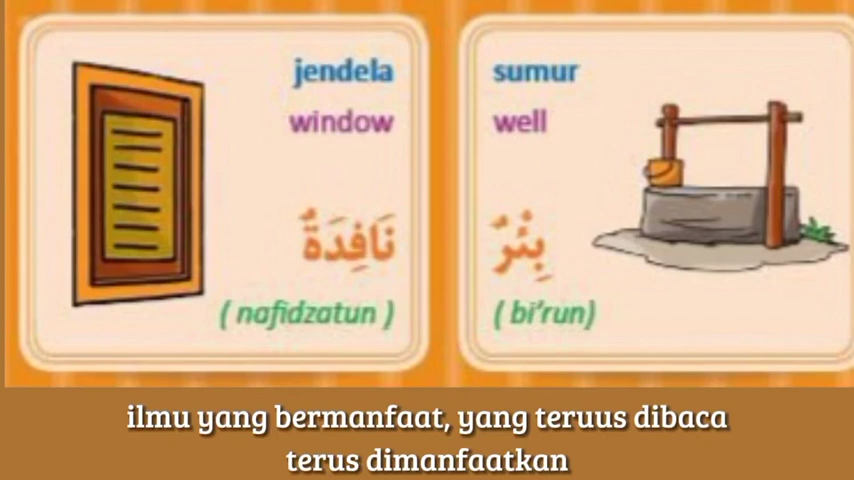 jendela
window
نَافِدَةٌ
( nafidzatun )
sumur
well
بِئْرٌ
( bi'run)
ilmu yang bermanfaat, yang teruus dibaca
terus dimanfaatkan